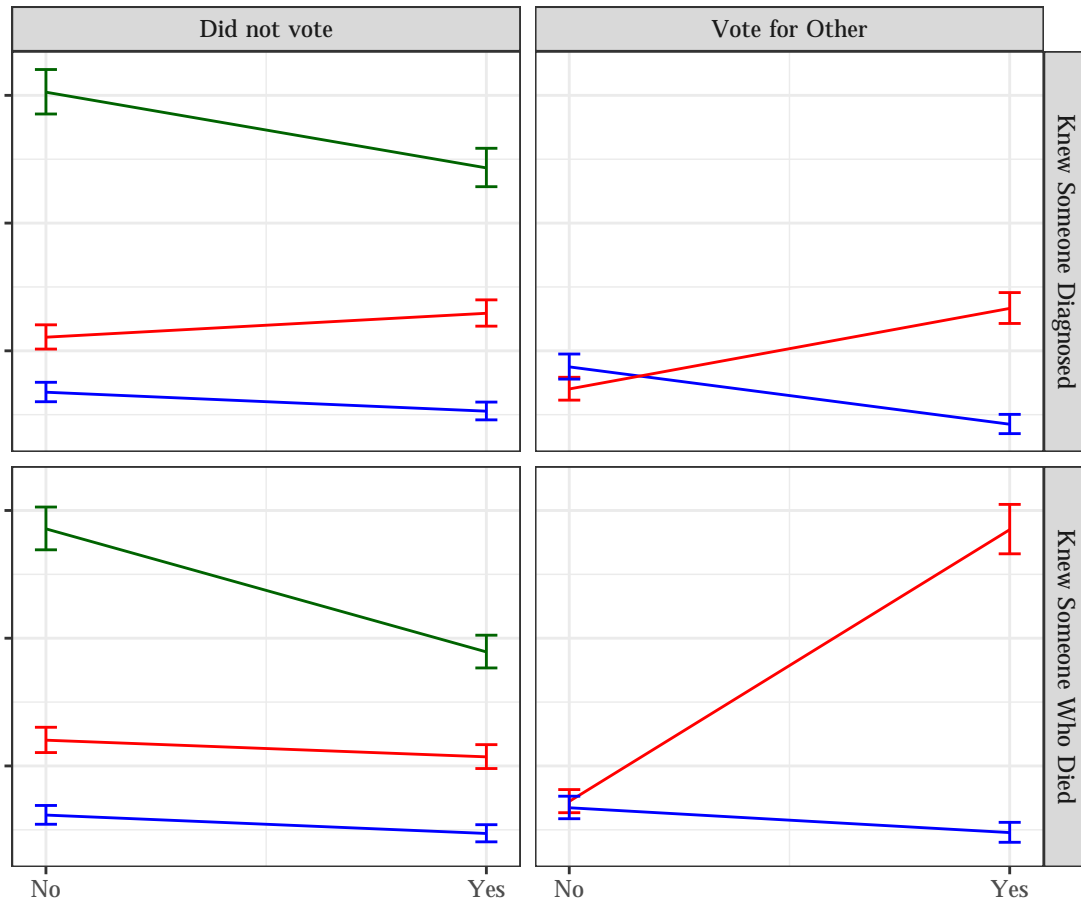 Did not vote
Vote for Other
Knew Someone Diagnosed
Knew Someone Who Died
No
Yes
No
Yes